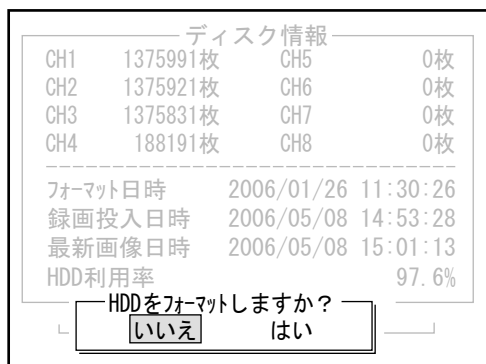 ディスク情報
CH1 1375991枚 CH5 0枚
CH2 1375921枚 CH6 0枚
CH3 1375831枚 CH7 0枚
CH4 188191枚 CH8 0枚
フォーマット日時 2006/01/26 11:30:26
録画投入日時 2006/05/08 14:53:28
最新画像日時 2006/05/08 15:01:13
HDD利用率 97.6%
HDDをフォーマットしますか？
いいえ はい